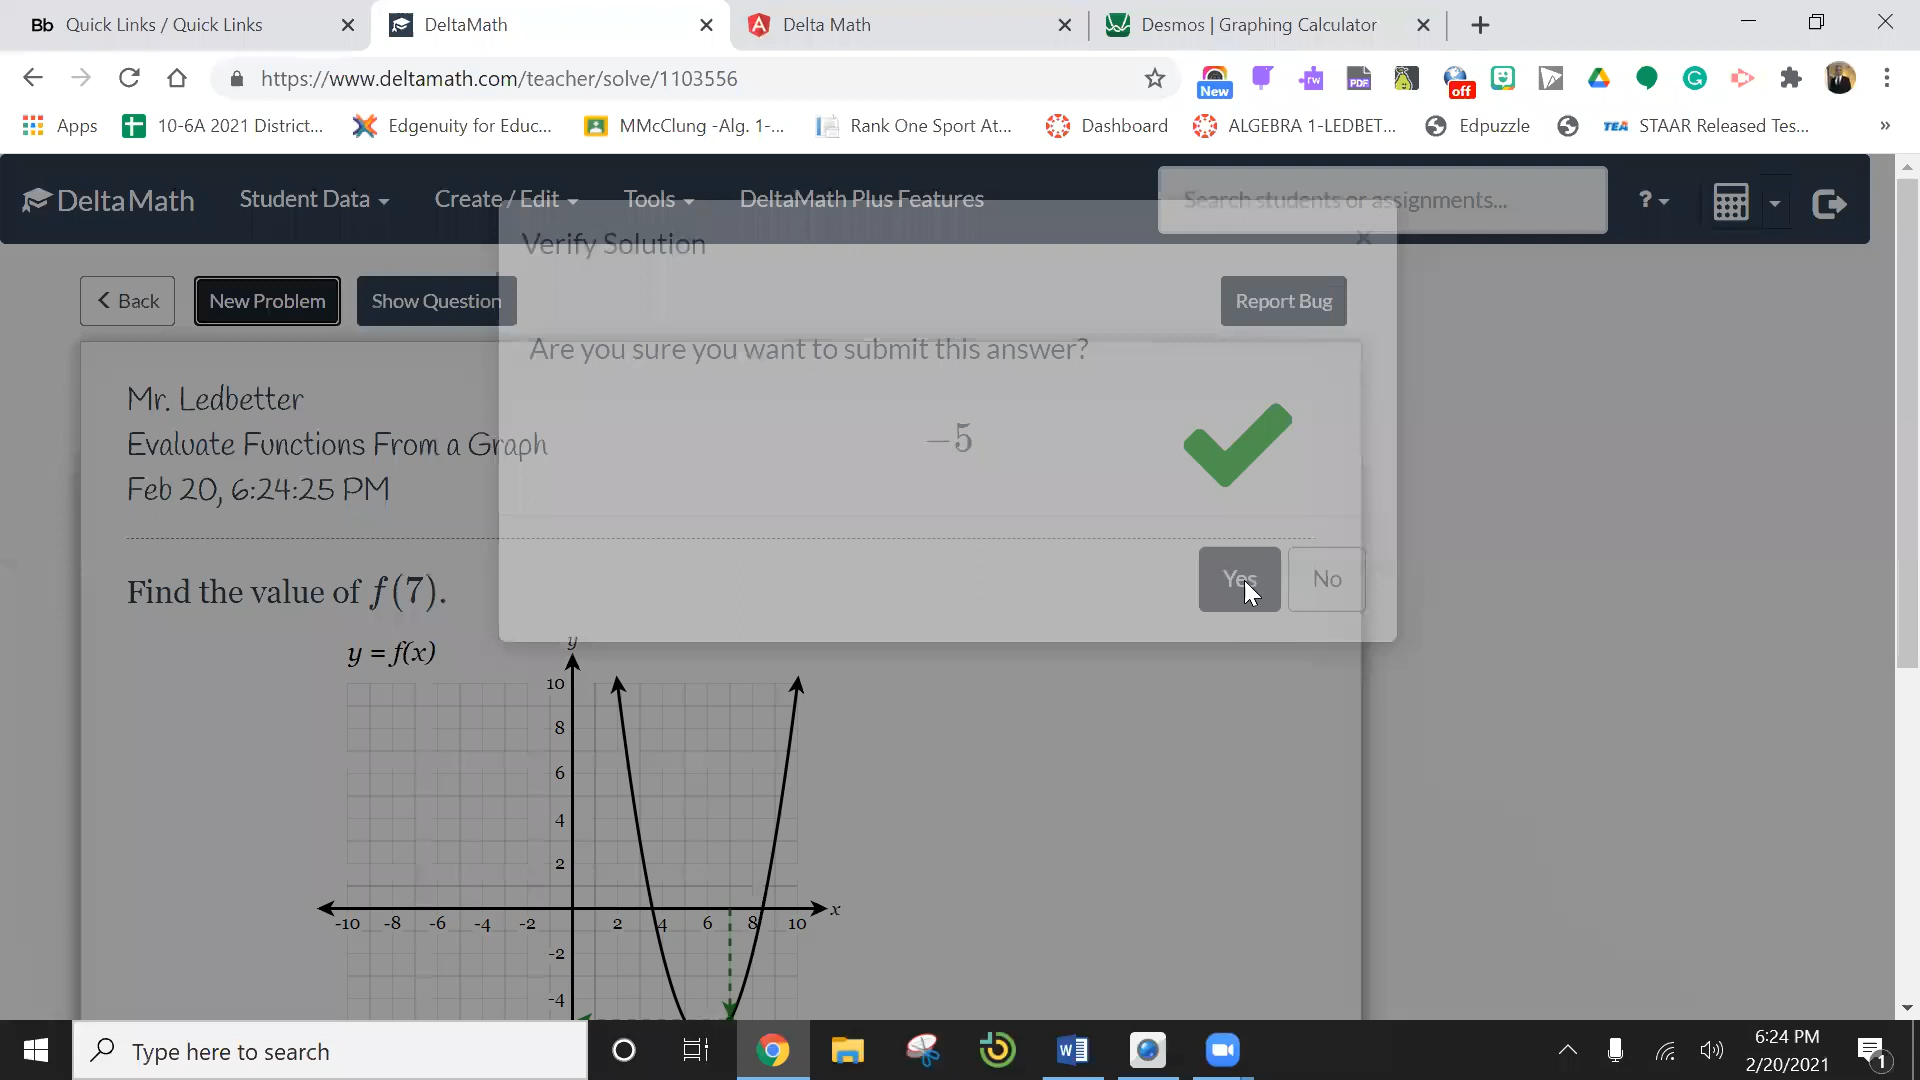 Quick Links / Quick Links
DeltaMath
Delta Math
Desmos | Graphing Calculator
https://www.deltamath.com/teacher/solve/1103556
New
rw
PDF
off
Apps
10-6A 2021 District...
Edgenuity for Educ...
MMcClung -Alg. 1-...
Rank One Sport At...
Dashboard
ALGEBRA 1-LEDBET...
Edpuzzle
TEA
STAAR Released Tes...
»
DeltaMath
Student Data
Create / Edit
Tools
DeltaMath Plus Features
Search students or assignments...
?
Verify Solution
×
Back
New Problem
Show Question
Report Bug
Are you sure you want to submit this answer?
Mr. Ledbetter
Evaluate Functions From a Graph
Feb 20, 6:24:25 PM
−5
Yes
No
Find the value of f(7).
y = f(x)
y
10
8
6
4
2
x
-10 -8 -6 -4 -2 2 4 6 8 10
-2
-4
Type here to search
6:24 PM
2/20/2021
1